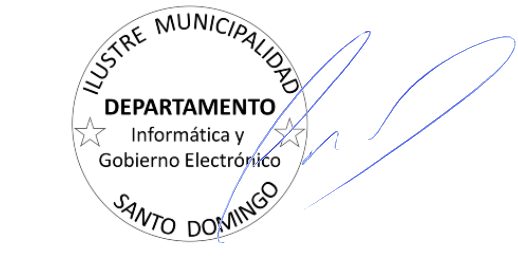 ILUSTRE MUNICIPALIDAD
DEPARTAMENTO
Informática y
Gobierno Electrónico
SANTO DOMINGO